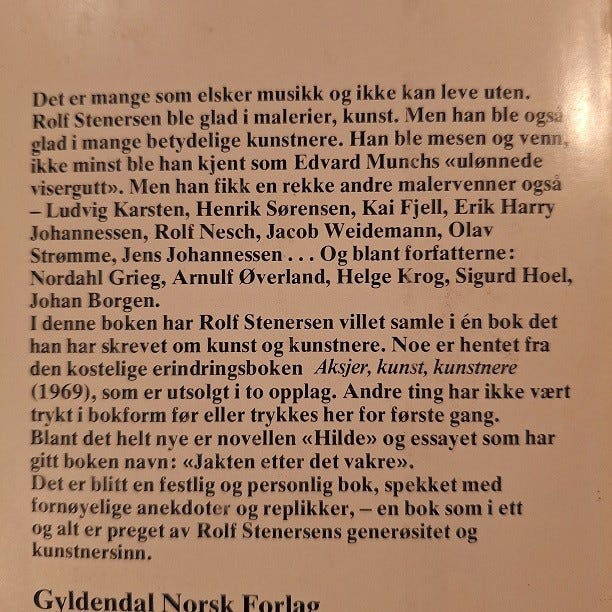 Det er mange som elsker musikk og ikke kan leve uten.
Rolf Stenersen ble glad i malerier, kunst. Men han ble også
glad i mange betydelige kunstnere. Han ble mesen og venn,
ikke minst ble han kjent som Edvard Munchs «ulønnede
visergutt». Men han fikk en rekke andre malervenner også
– Ludvig Karsten, Henrik Sørensen, Kai Fjell, Erik Harry
Johannessen, Rolf Nesch, Jacob Weidemann, Olav
Strømme, Jens Johannessen . . . Og blant forfatterne:
Nordahl Grieg, Arnulf Øverland, Helge Krog, Sigurd Hoel,
Johan Borgen.
I denne boken har Rolf Stenersen villet samle i én bok det
han har skrevet om kunst og kunstnere. Noe er hentet fra
den kostelige erindringsboken Aksjer, kunst, kunstnere
(1969), som er utsolgt i to opplag. Andre ting har ikke vært
trykt i bokform før eller trykkes her for første gang.
Blant det helt nye er novellen «Hilde» og essayet som har
gitt boken navn: «Jakten etter det vakre».
Det er blitt en festlig og personlig bok, spekket med
fornøyelige anekdoter og replikker, – en bok som i ett
og alt er preget av Rolf Stenersens generøsitet og
kunstnersinn.
Gyldendal Norsk Forlag